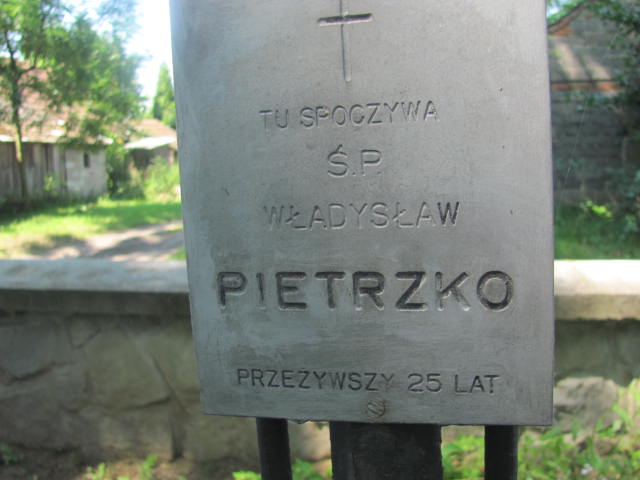 TU SPOCZYWA
Ś.P.
WŁADYSŁAW
PIETRZKO
PRZEŻYWSZY 25 LAT